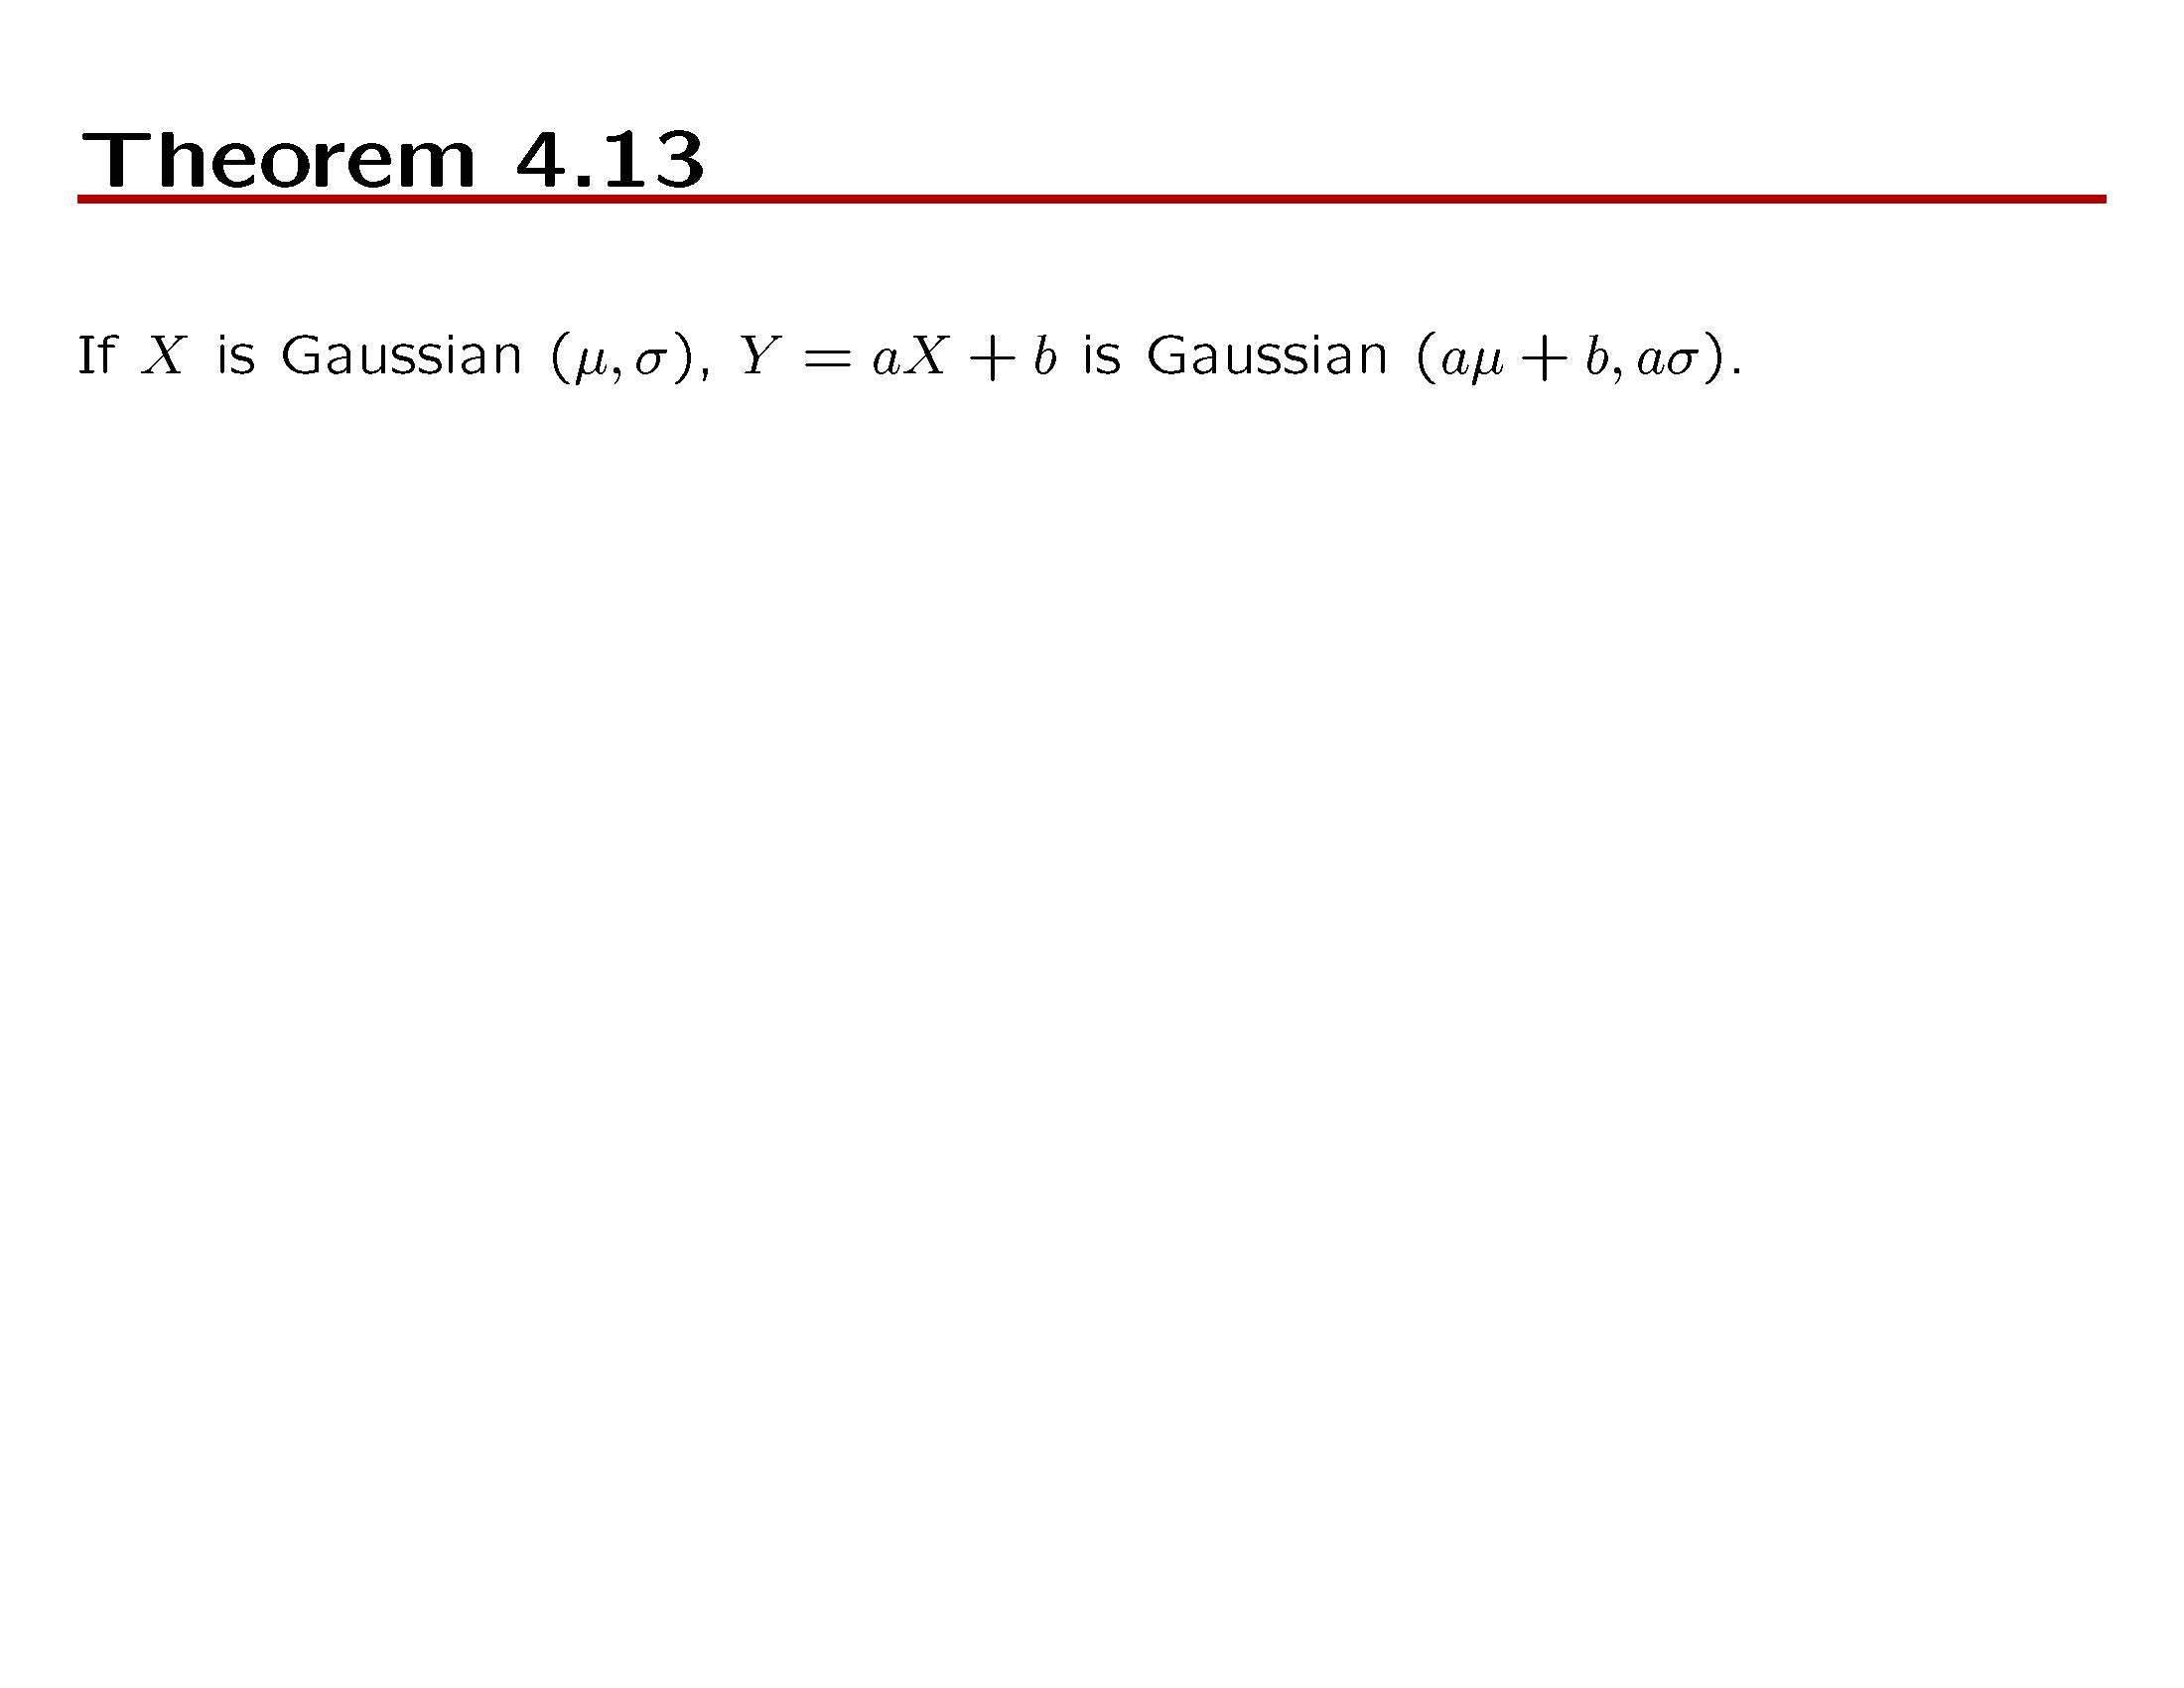 Theorem 4.13
If X is Gaussian (μ, σ), Y = aX + b is Gaussian (aμ + b, aσ).